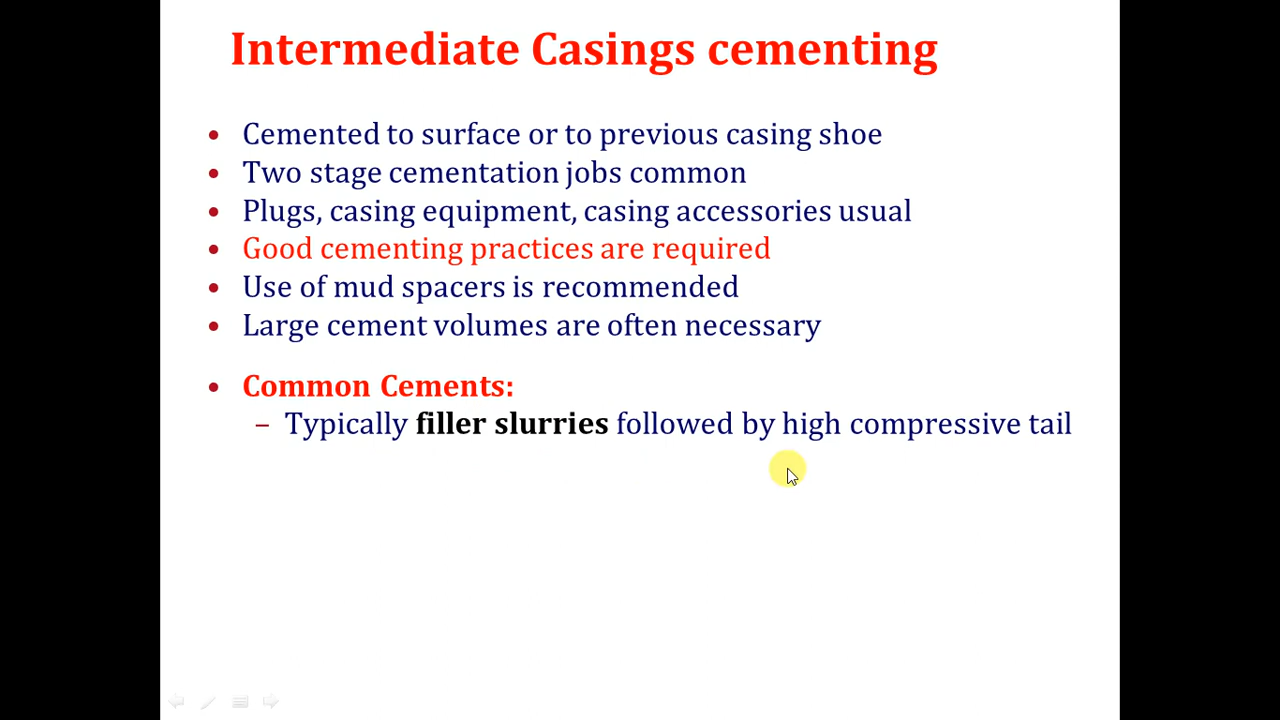 Intermediate Casings cementing
• Cemented to surface or to previous casing shoe
• Two stage cementation jobs common
• Plugs, casing equipment, casing accessories usual
• Good cementing practices are required
• Use of mud spacers is recommended
• Large cement volumes are often necessary
• Common Cements:
– Typically filler slurries followed by high compressive tail